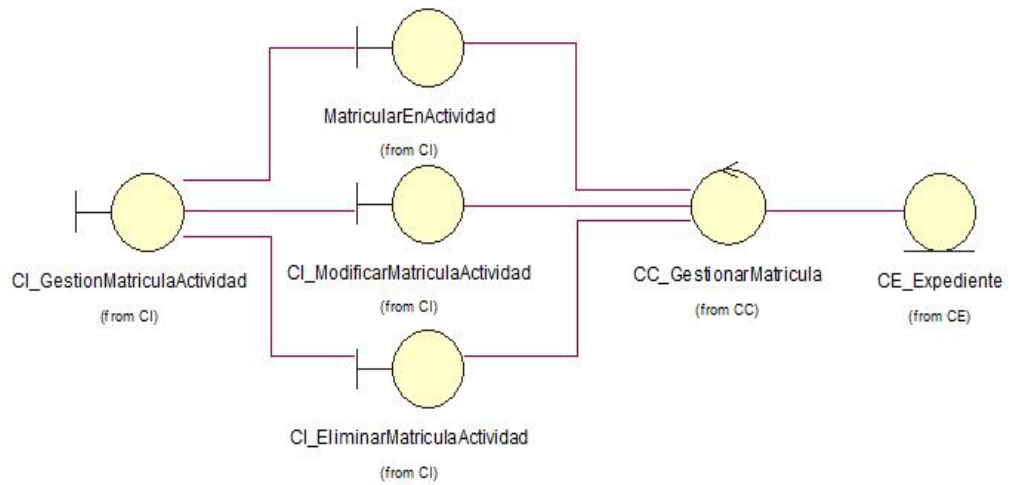 MatricularEnActividad
(from CI)
CI_GestionMatriculaActividad
(from CI)
CI_ModificarMatriculaActividad
(from CI)
CC_GestionarMatricula
(from CC)
CE_Expediente
(from CE)
CI_EliminarMatriculaActividad
(from CI)